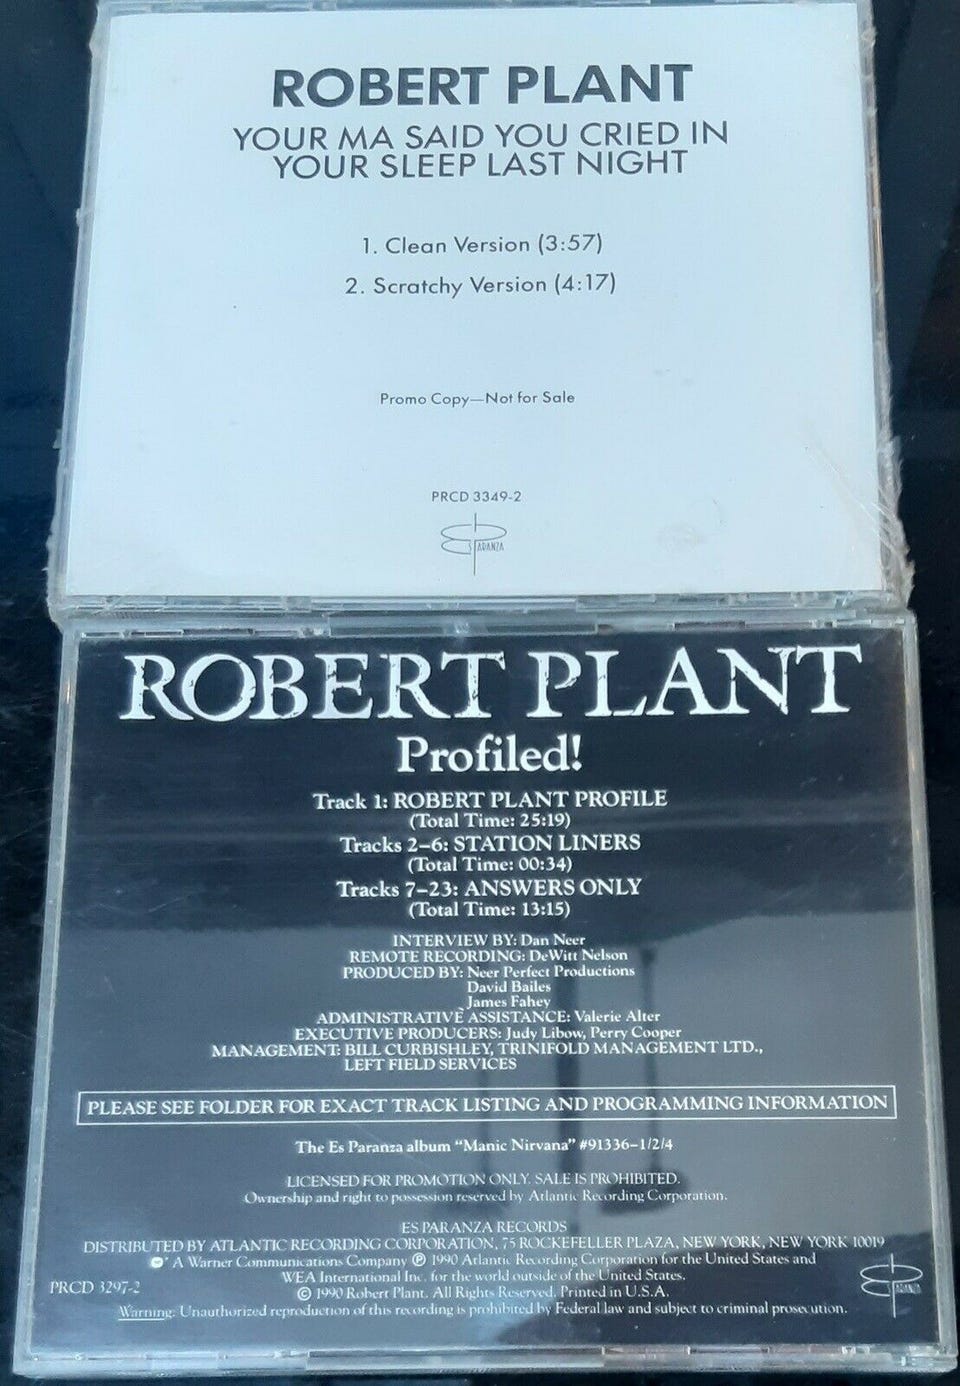 ROBERT PLANT
YOUR MA SAID YOU CRIED IN
YOUR SLEEP LAST NIGHT
1. Clean Version (3:57)
2. Scratchy Version (4:17)
Promo Copy—Not for Sale
PRCD 3349-2
ES PARANZA
ROBERT PLANT
Profiled!
Track 1: ROBERT PLANT PROFILE
(Total Time: 25:19)
Tracks 2–6: STATION LINERS
(Total Time: 00:34)
Tracks 7–23: ANSWERS ONLY
(Total Time: 13:15)
INTERVIEW BY: Dan Neer
REMOTE RECORDING: DeWitt Nelson
PRODUCED BY: Neer Perfect Productions
David Bailes
James Fahey
ADMINISTRATIVE ASSISTANCE: Valerie Alter
EXECUTIVE PRODUCERS: Judy Libow, Perry Cooper
MANAGEMENT: BILL CURBISHLEY, TRINIFOLD MANAGEMENT LTD.,
LEFT FIELD SERVICES
PLEASE SEE FOLDER FOR EXACT TRACK LISTING AND PROGRAMMING INFORMATION
The Es Paranza album “Manic Nirvana” #91336–1/2/4
LICENSED FOR PROMOTION ONLY. SALE IS PROHIBITED.
Ownership and right to possession reserved by Atlantic Recording Corporation.
ES PARANZA RECORDS
DISTRIBUTED BY ATLANTIC RECORDING CORPORATION, 75 ROCKEFELLER PLAZA, NEW YORK, NEW YORK 10019
A Warner Communications Company ℗ 1990 Atlantic Recording Corporation for the United States and
WEA International Inc. for the world outside of the United States.
© 1990 Robert Plant. All Rights Reserved. Printed in U.S.A.
PRCD 3297-2
ES PARANZA
Warning: Unauthorized reproduction of this recording is prohibited by Federal law and subject to criminal prosecution.